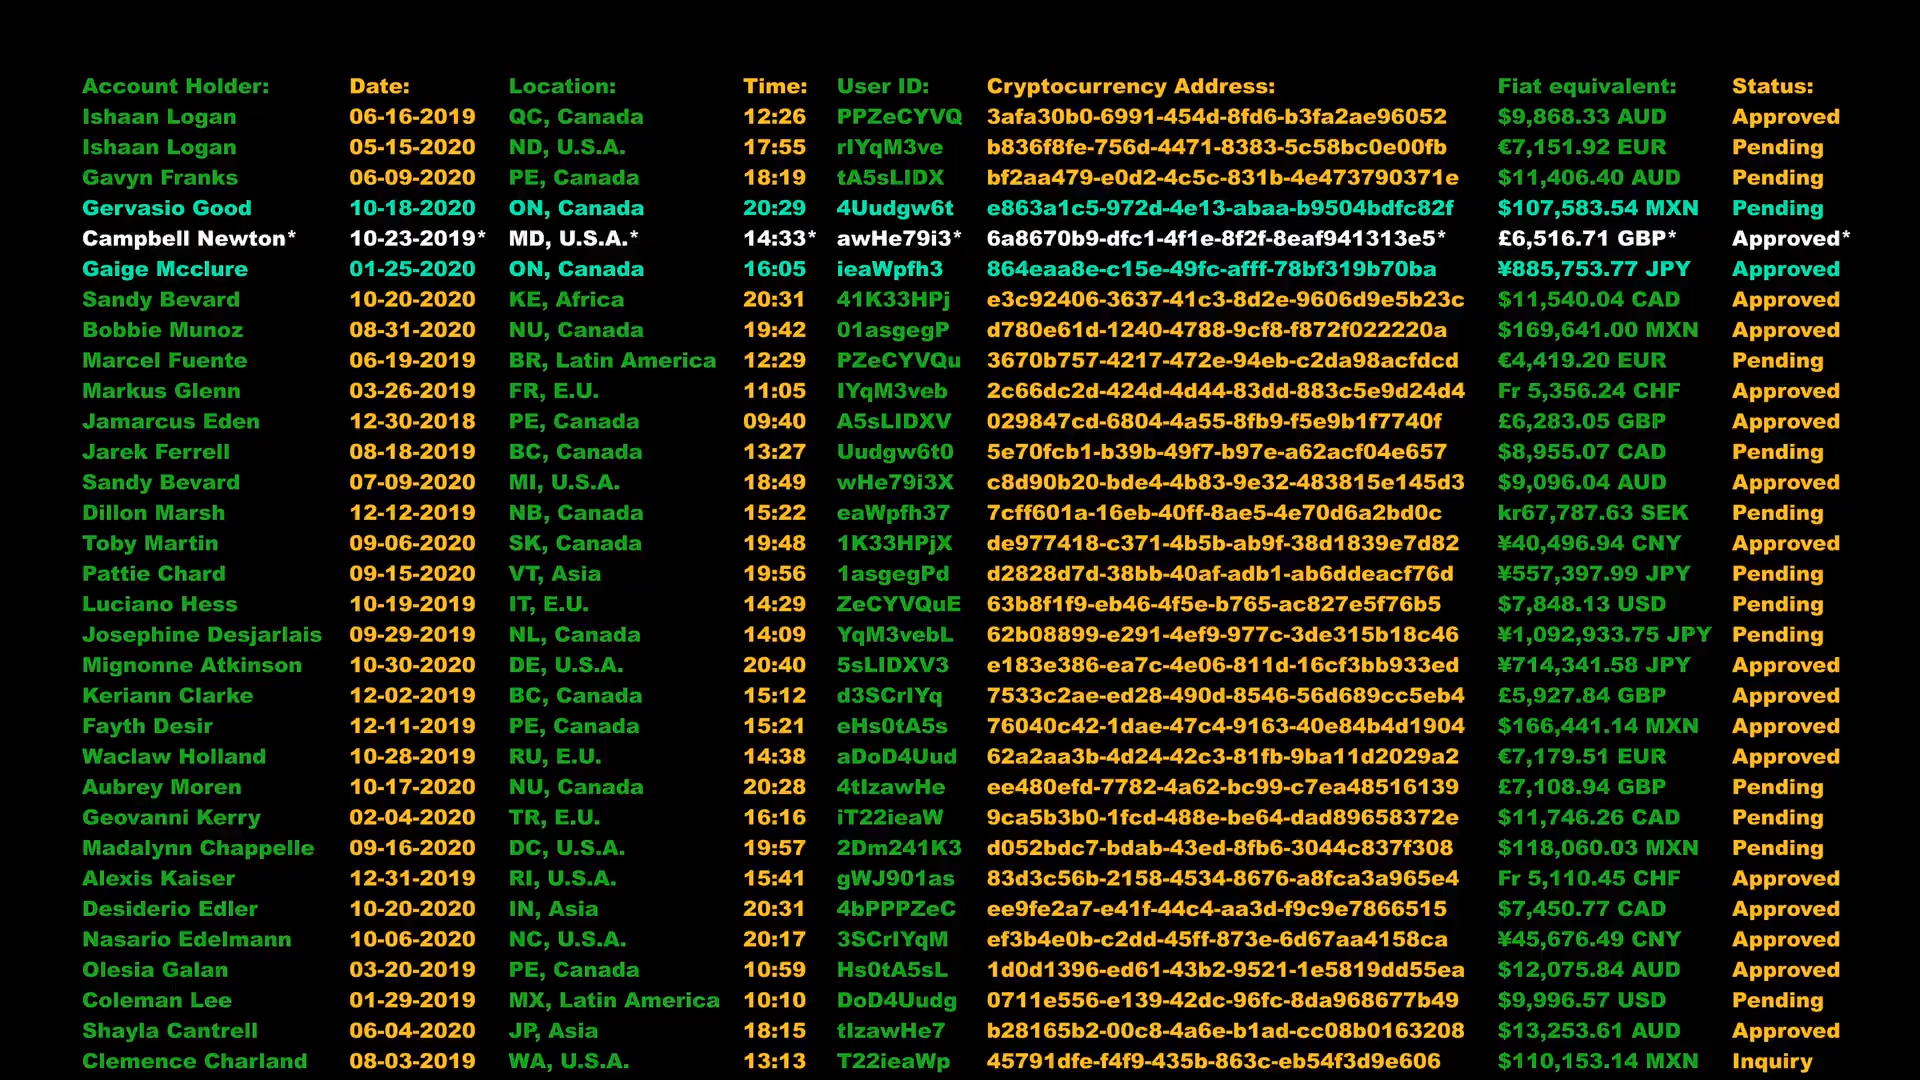 Account Holder: Date: Location: Time: User ID: Cryptocurrency Address: Fiat equivalent: Status:
Ishaan Logan 06-16-2019 QC, Canada 12:26 PPZeCYVQ 3afa30b0-6991-454d-8fd6-b3fa2ae96052 $9,868.33 AUD Approved
Ishaan Logan 05-15-2020 ND, U.S.A. 17:55 rIYqM3ve b836f8fe-756d-4471-8383-5c58bc0e00fb €7,151.92 EUR Pending
Gavyn Franks 06-09-2020 PE, Canada 18:19 tA5sLIDX bf2aa479-e0d2-4c5c-831b-4e473790371e $11,406.40 AUD Pending
Gervasio Good 10-18-2020 ON, Canada 20:29 4Uudgw6t e863a1c5-972d-4e13-abaa-b9504bdfc82f $107,583.54 MXN Pending
Campbell Newton* 10-23-2019* MD, U.S.A.* 14:33* awHe79i3* 6a8670b9-dfc1-4f1e-8f2f-8eaf941313e5* £6,516.71 GBP* Approved*
Gaige Mcclure 01-25-2020 ON, Canada 16:05 ieaWpfh3 864eaa8e-c15e-49fc-afff-78bf319b70ba ¥885,753.77 JPY Approved
Sandy Bevard 10-20-2020 KE, Africa 20:31 41K33HPj e3c92406-3637-41c3-8d2e-9606d9e5b23c $11,540.04 CAD Approved
Bobbie Munoz 08-31-2020 NU, Canada 19:42 01asgegP d780e61d-1240-4788-9cf8-f872f022220a $169,641.00 MXN Approved
Marcel Fuente 06-19-2019 BR, Latin America 12:29 PZeCYVQu 3670b757-4217-472e-94eb-c2da98acfdcd €4,419.20 EUR Pending
Markus Glenn 03-26-2019 FR, E.U. 11:05 IYqM3veb 2c66dc2d-424d-4d44-83dd-883c5e9d24d4 Fr 5,356.24 CHF Approved
Jamarcus Eden 12-30-2018 PE, Canada 09:40 A5sLIDXV 029847cd-6804-4a55-8fb9-f5e9b1f7740f £6,283.05 GBP Approved
Jarek Ferrell 08-18-2019 BC, Canada 13:27 Uudgw6t0 5e70fcb1-b39b-49f7-b97e-a62acf04e657 $8,955.07 CAD Pending
Sandy Bevard 07-09-2020 MI, U.S.A. 18:49 wHe79i3X c8d90b20-bde4-4b83-9e32-483815e145d3 $9,096.04 AUD Approved
Dillon Marsh 12-12-2019 NB, Canada 15:22 eaWpfh37 7cff601a-16eb-40ff-8ae5-4e70d6a2bd0c kr67,787.63 SEK Pending
Toby Martin 09-06-2020 SK, Canada 19:48 1K33HPjX de977418-c371-4b5b-ab9f-38d1839e7d82 ¥40,496.94 CNY Approved
Pattie Chard 09-15-2020 VT, Asia 19:56 1asgegPd d2828d7d-38bb-40af-adb1-ab6ddeacf76d ¥557,397.99 JPY Pending
Luciano Hess 10-19-2019 IT, E.U. 14:29 ZeCYVQuE 63b8f1f9-eb46-4f5e-b765-ac827e5f76b5 $7,848.13 USD Pending
Josephine Desjarlais 09-29-2019 NL, Canada 14:09 YqM3vebL 62b08899-e291-4ef9-977c-3de315b18c46 ¥1,092,933.75 JPY Pending
Mignonne Atkinson 10-30-2020 DE, U.S.A. 20:40 5sLIDXV3 e183e386-ea7c-4e06-811d-16cf3bb933ed ¥714,341.58 JPY Approved
Keriann Clarke 12-02-2019 BC, Canada 15:12 d3SCrIYq 7533c2ae-ed28-490d-8546-56d689cc5eb4 £5,927.84 GBP Approved
Fayth Desir 12-11-2019 PE, Canada 15:21 eHs0tA5s 76040c42-1dae-47c4-9163-40e84b4d1904 $166,441.14 MXN Approved
Waclaw Holland 10-28-2019 RU, E.U. 14:38 aDoD4Uud 62a2aa3b-4d24-42c3-81fb-9ba11d2029a2 €7,179.51 EUR Approved
Aubrey Moren 10-17-2020 NU, Canada 20:28 4tIzawHe ee480efd-7782-4a62-bc99-c7ea48516139 £7,108.94 GBP Pending
Geovanni Kerry 02-04-2020 TR, E.U. 16:16 iT22ieaW 9ca5b3b0-1fcd-488e-be64-dad89658372e $11,746.26 CAD Pending
Madalynn Chappelle 09-16-2020 DC, U.S.A. 19:57 2Dm241K3 d052bdc7-bdab-43ed-8fb6-3044c837f308 $118,060.03 MXN Pending
Alexis Kaiser 12-31-2019 RI, U.S.A. 15:41 gWJ901as 83d3c56b-2158-4534-8676-a8fca3a965e4 Fr 5,110.45 CHF Approved
Desiderio Edler 10-20-2020 IN, Asia 20:31 4bPPPZeC ee9fe2a7-e41f-44c4-aa3d-f9c9e7866515 $7,450.77 CAD Approved
Nasario Edelmann 10-06-2020 NC, U.S.A. 20:17 3SCrIYqM ef3b4e0b-c2dd-45ff-873e-6d67aa4158ca ¥45,676.49 CNY Approved
Olesia Galan 03-20-2019 PE, Canada 10:59 Hs0tA5sL 1d0d1396-ed61-43b2-9521-1e5819dd55ea $12,075.84 AUD Approved
Coleman Lee 01-29-2019 MX, Latin America 10:10 DoD4Uudg 0711e556-e139-42dc-96fc-8da968677b49 $9,996.57 USD Pending
Shayla Cantrell 06-04-2020 JP, Asia 18:15 tIzawHe7 b28165b2-00c8-4a6e-b1ad-cc08b0163208 $13,253.61 AUD Approved
Clemence Charland 08-03-2019 WA, U.S.A. 13:13 T22ieaWp 45791dfe-f4f9-435b-863c-eb54f3d9e606 $110,153.14 MXN Inquiry